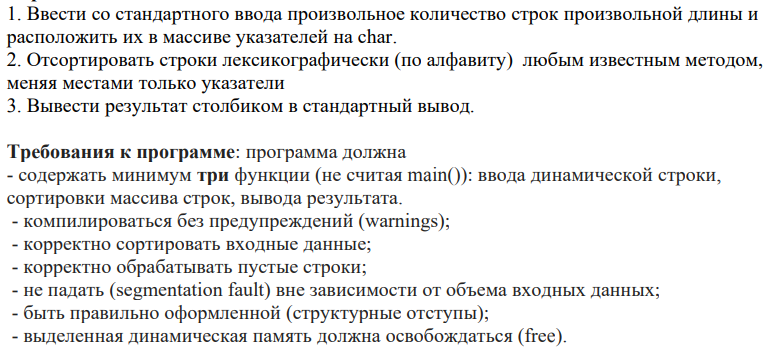 1. Ввести со стандартного ввода произвольное количество строк произвольной длины и
расположить их в массиве указателей на char.
2. Отсортировать строки лексикографически (по алфавиту) любым известным методом,
меняя местами только указатели
3. Вывести результат столбиком в стандартный вывод.
Требования к программе: программа должна
- содержать минимум три функции (не считая main()): ввода динамической строки,
сортировки массива строк, вывода результата.
- компилироваться без предупреждений (warnings);
- корректно сортировать входные данные;
- корректно обрабатывать пустые строки;
- не падать (segmentation fault) вне зависимости от объема входных данных;
- быть правильно оформленной (структурные отступы);
- выделенная динамическая память должна освобождаться (free).